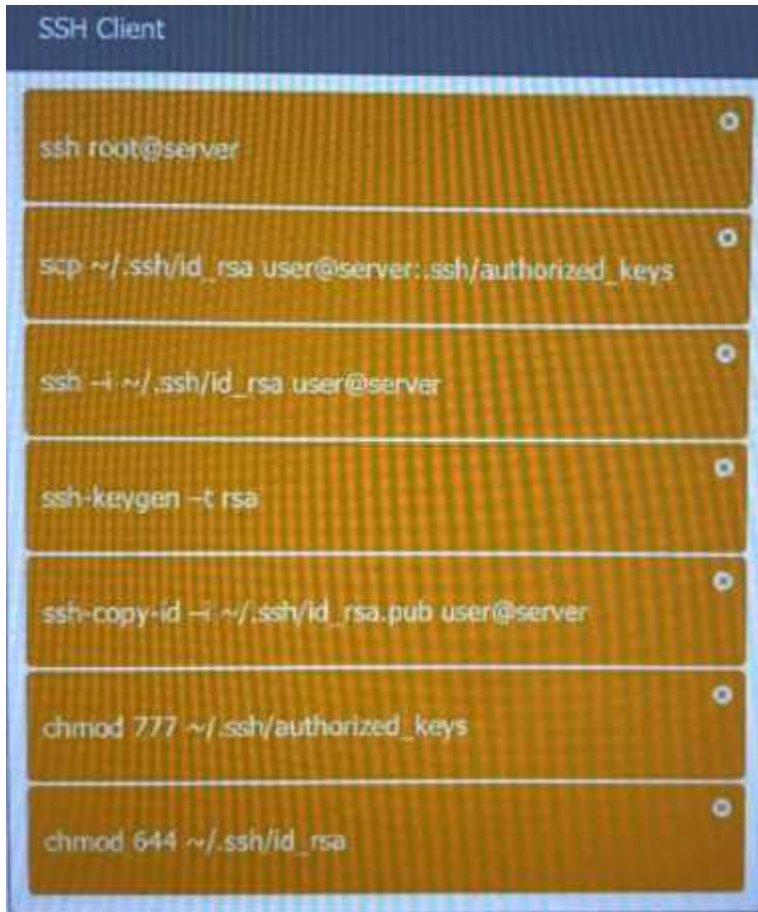 SSH Client
ssh root@server
scp ~/.ssh/id_rsa user@server:.ssh/authorized_keys
ssh –i ~/.ssh/id_rsa user@server
ssh-keygen –t rsa
ssh-copy-id –i ~/.ssh/id_rsa.pub user@server
chmod 777 ~/.ssh/authorized_keys
chmod 644 ~/.ssh/id_rsa